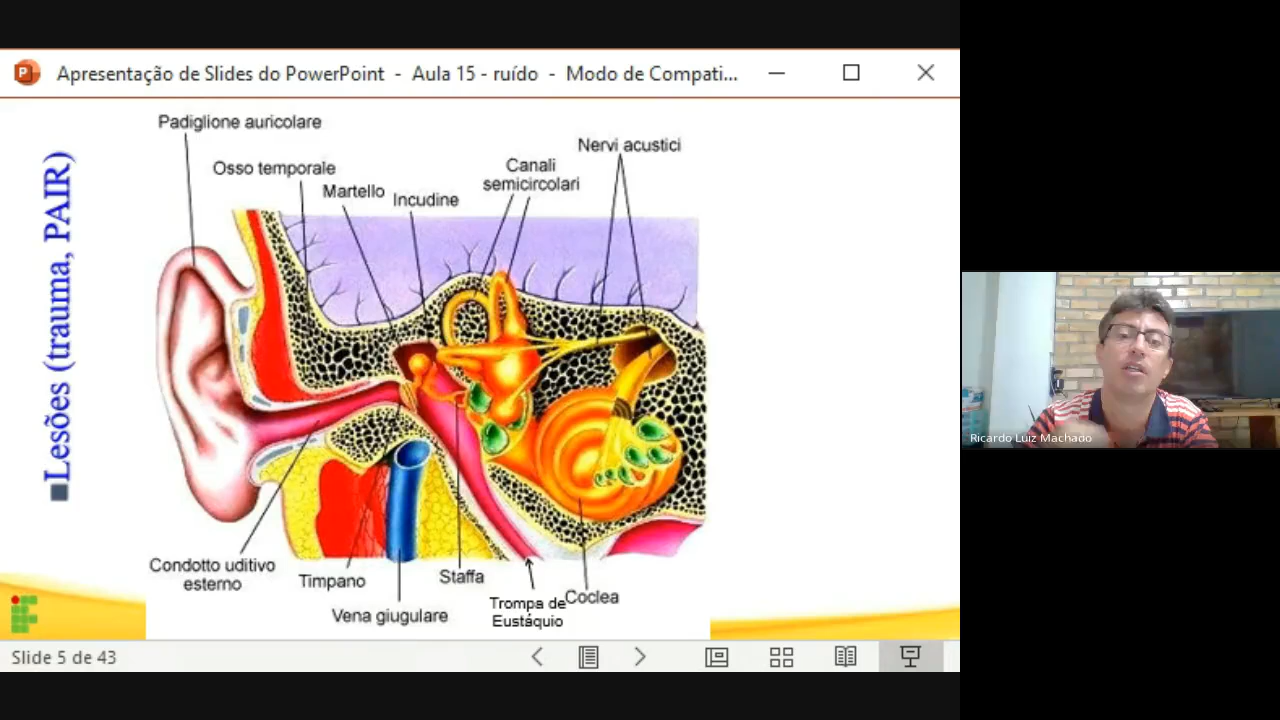 Apresentação de Slides do PowerPoint - Aula 15 - ruído - Modo de Compati...
Lesões (trauma, PAIR)
Padiglione auricolare
Osso temporale
Martello
Incudine
Canali
semicircolari
Nervi acustici
Condotto uditivo
esterno
Timpano
Vena giugulare
Staffa
Trompa de
Eustáquio
Coclea
Ricardo Luiz Machado
Slide 5 de 43